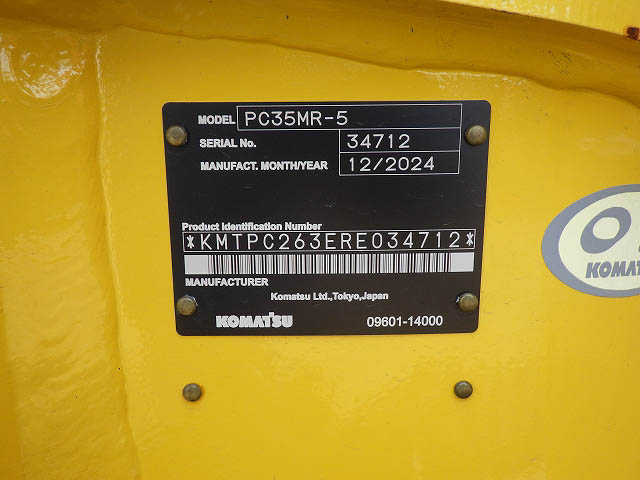 MODEL PC35MR-5
SERIAL No. 34712
MANUFACT. MONTH/YEAR 12/2024
Product Identification Number
*KMTPC263ERE034712*
MANUFACTURER
Komatsu Ltd.,Tokyo,Japan
KOMATSU 09601-14000